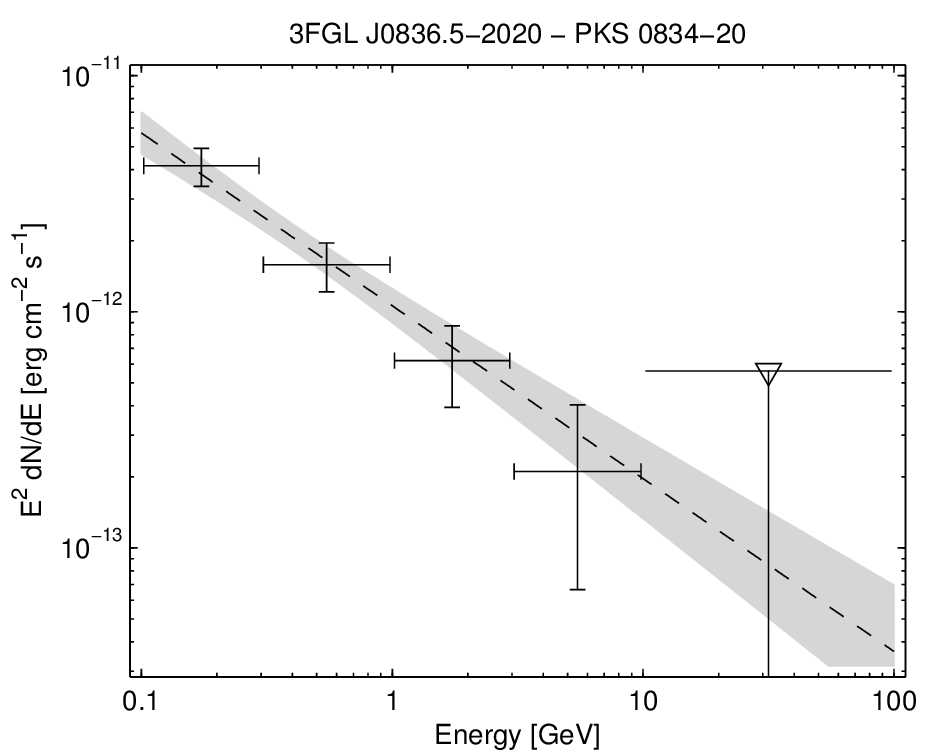 3FGL J0836.5−2020 − PKS 0834−20
10⁻¹¹
10⁻¹²
10⁻¹³
E² dN/dE [erg cm⁻² s⁻¹]
0.1 1 10 100
Energy [GeV]